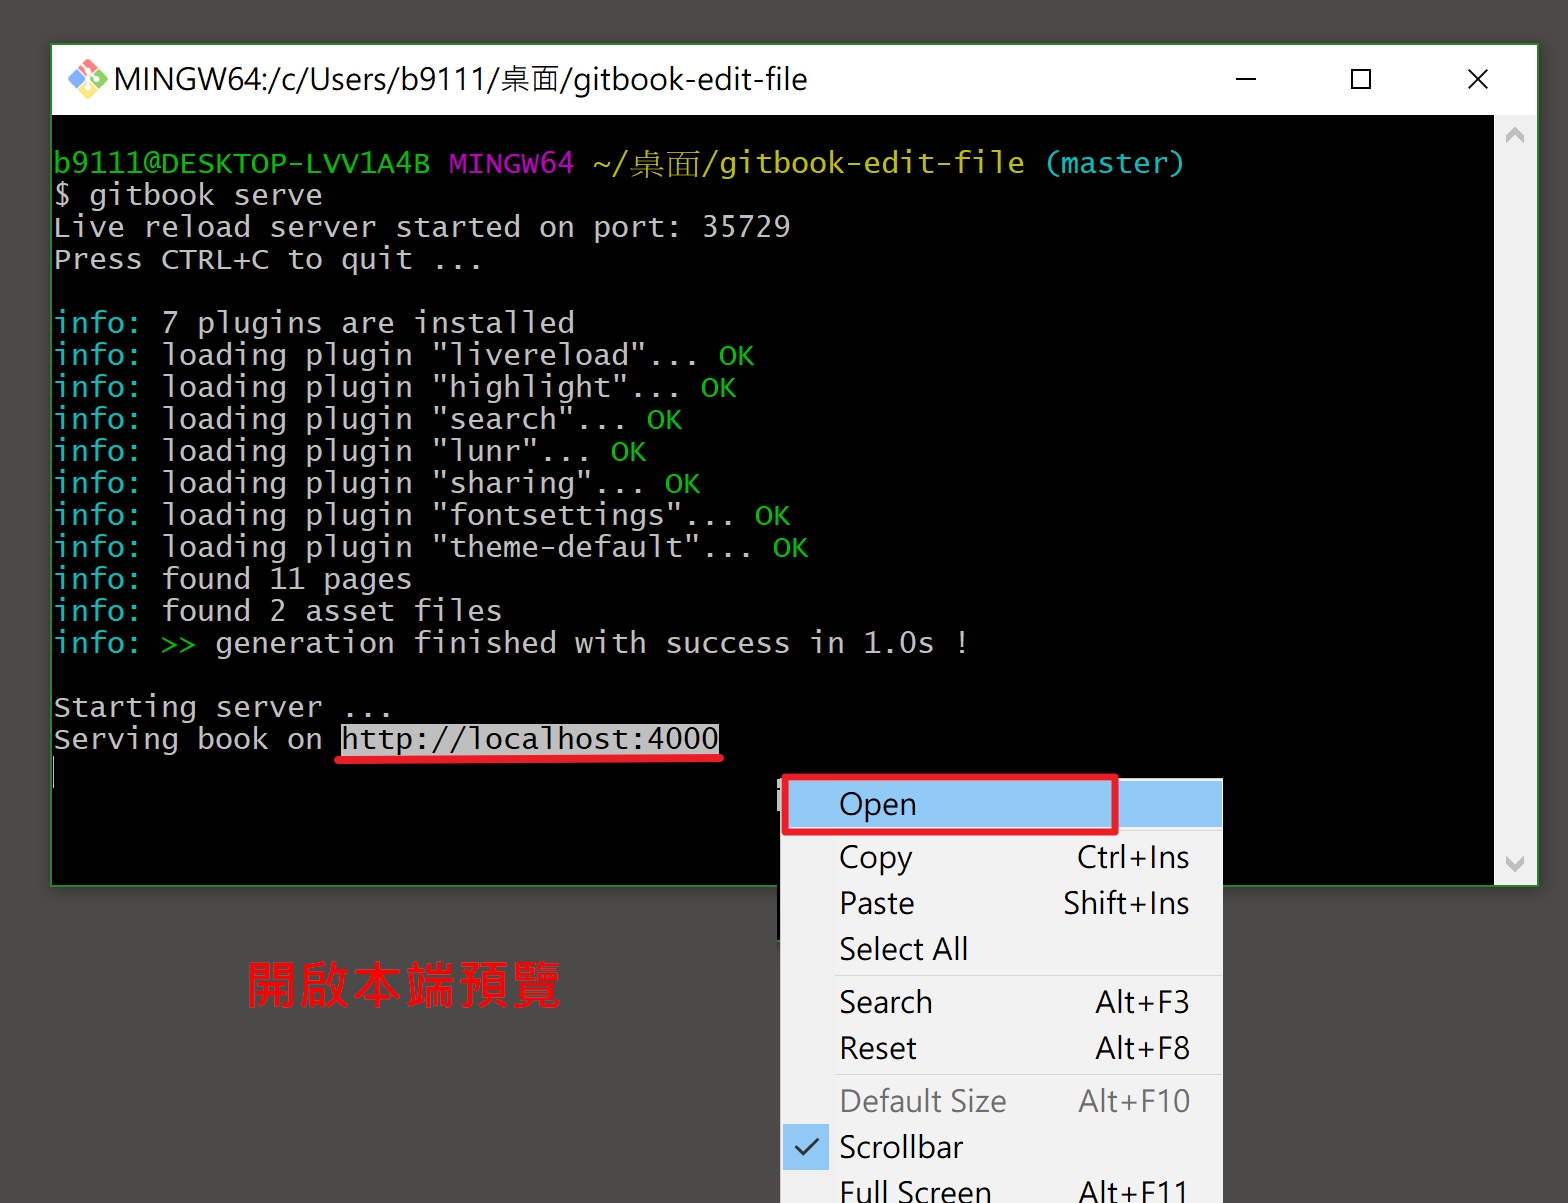 MINGW64:/c/Users/b9111/桌面/gitbook-edit-file
b9111@DESKTOP-LVV1A4B MINGW64 ~/桌面/gitbook-edit-file (master)
$ gitbook serve
Live reload server started on port: 35729
Press CTRL+C to quit ...
info: 7 plugins are installed
info: loading plugin "livereload"... OK
info: loading plugin "highlight"... OK
info: loading plugin "search"... OK
info: loading plugin "lunr"... OK
info: loading plugin "sharing"... OK
info: loading plugin "fontsettings"... OK
info: loading plugin "theme-default"... OK
info: found 11 pages
info: found 2 asset files
info: >> generation finished with success in 1.0s !
Starting server ...
Serving book on http://localhost:4000
Open
Copy Ctrl+Ins
Paste Shift+Ins
Select All
Search Alt+F3
Reset Alt+F8
Default Size Alt+F10
Scrollbar
Full Screen Alt+F11
開啟本端預覽